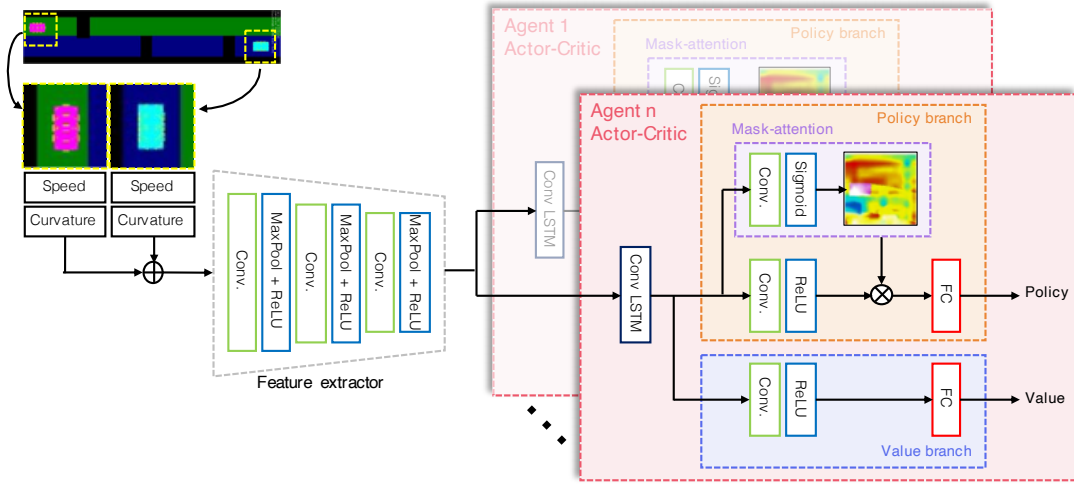 Agent 1
Actor-Critic
Policy branch
Mask-attention
Conv LSTM
Agent n
Actor-Critic
Policy branch
Mask-attention
Conv.
Sigmoid
Speed
Speed
Curvature
Curvature
Conv.
MaxPool + ReLU
Conv.
MaxPool + ReLU
Conv.
MaxPool + ReLU
Feature extractor
Conv LSTM
Conv.
ReLU
FC
Policy
Conv.
ReLU
FC
Value
Value branch